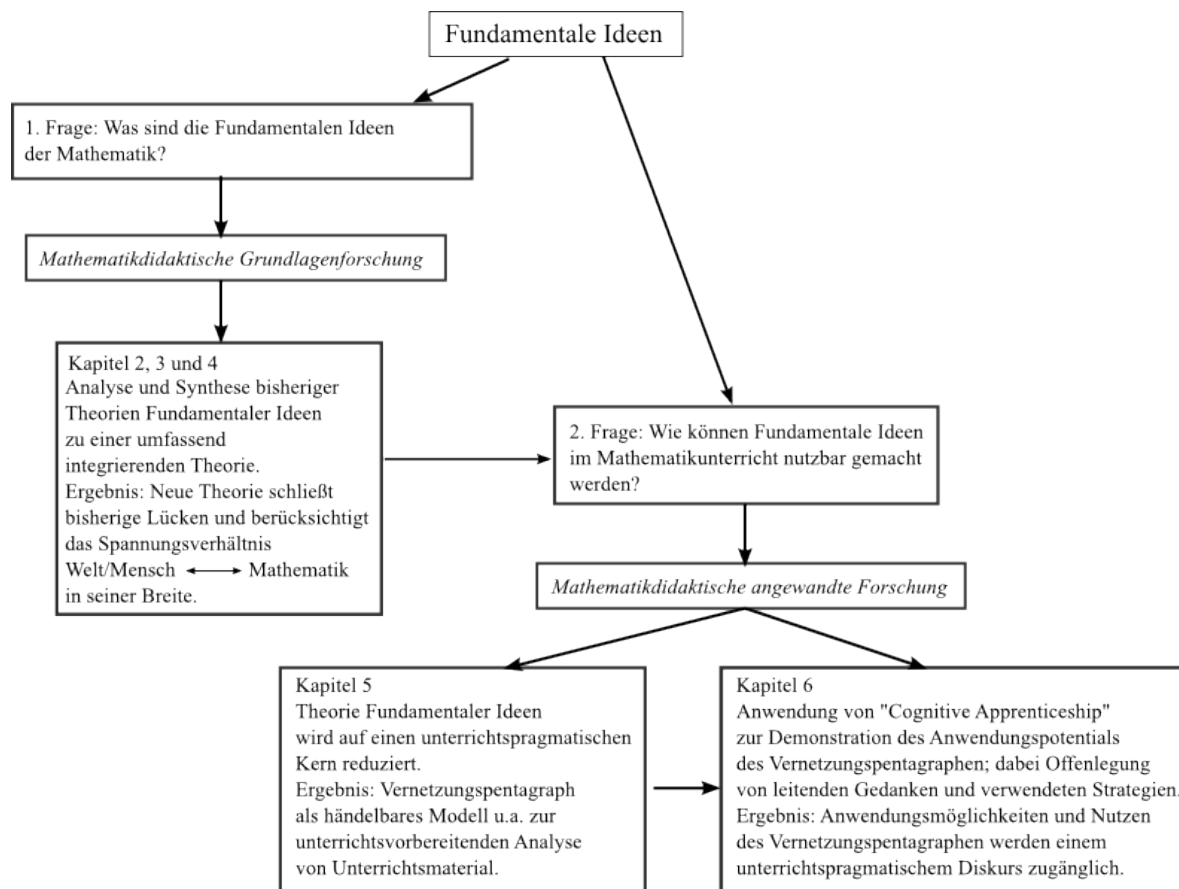 Fundamentale Ideen
1. Frage: Was sind die Fundamentalen Ideen
der Mathematik?
Mathematikdidaktische Grundlagenforschung
Kapitel 2, 3 und 4
Analyse und Synthese bisheriger
Theorien Fundamentaler Ideen
zu einer umfassend
integrierenden Theorie.
Ergebnis: Neue Theorie schließt
bisherige Lücken und berücksichtigt
das Spannungsverhältnis
Welt/Mensch ⟷ Mathematik
in seiner Breite.
2. Frage: Wie können Fundamentale Ideen
im Mathematikunterricht nutzbar gemacht
werden?
Mathematikdidaktische angewandte Forschung
Kapitel 5
Theorie Fundamentaler Ideen
wird auf einen unterrichtspragmatischen
Kern reduziert.
Ergebnis: Vernetzungspentagraph
als händelbares Modell u.a. zur
unterrichtsvorbereitenden Analyse
von Unterrichtsmaterial.
Kapitel 6
Anwendung von "Cognitive Apprenticeship"
zur Demonstration des Anwendungspotentials
des Vernetzungspentagraphen; dabei Offenlegung
von leitenden Gedanken und verwendeten Strategien.
Ergebnis: Anwendungsmöglichkeiten und Nutzen
des Vernetzungspentagraphen werden einem
unterrichtspragmatischem Diskurs zugänglich.